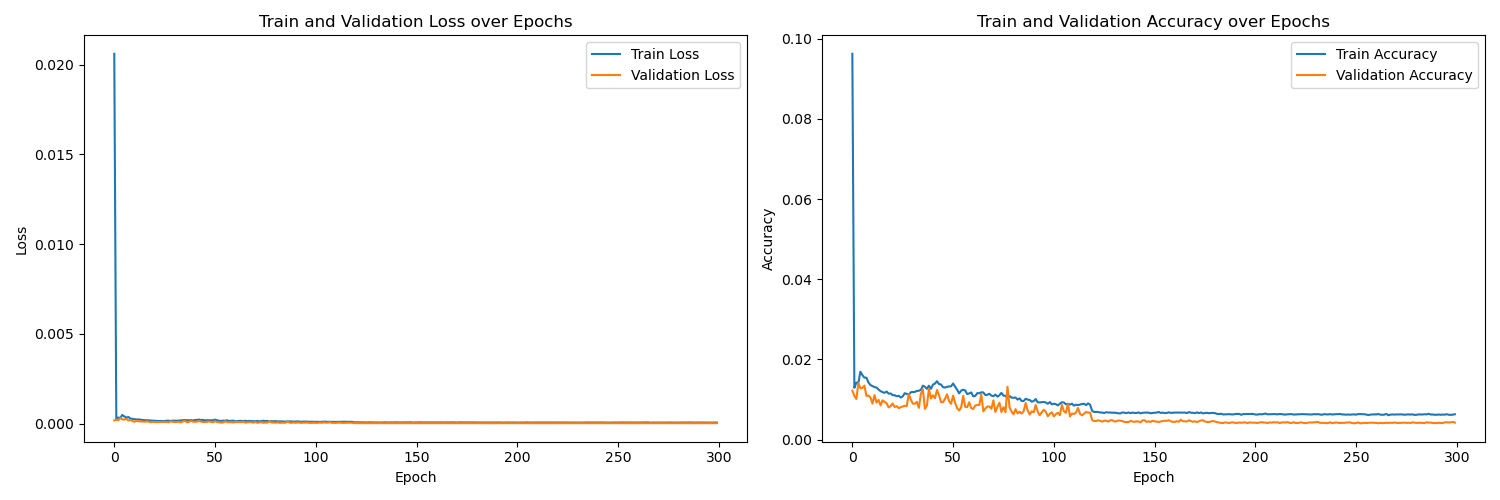 Train and Validation Loss over Epochs
Train Loss
Validation Loss
0.020
0.015
0.010
0.005
0.000
Loss
0
50
100
150
200
250
300
Epoch
Train and Validation Accuracy over Epochs
Train Accuracy
Validation Accuracy
0.10
0.08
0.06
0.04
0.02
0.00
Accuracy
0
50
100
150
200
250
300
Epoch